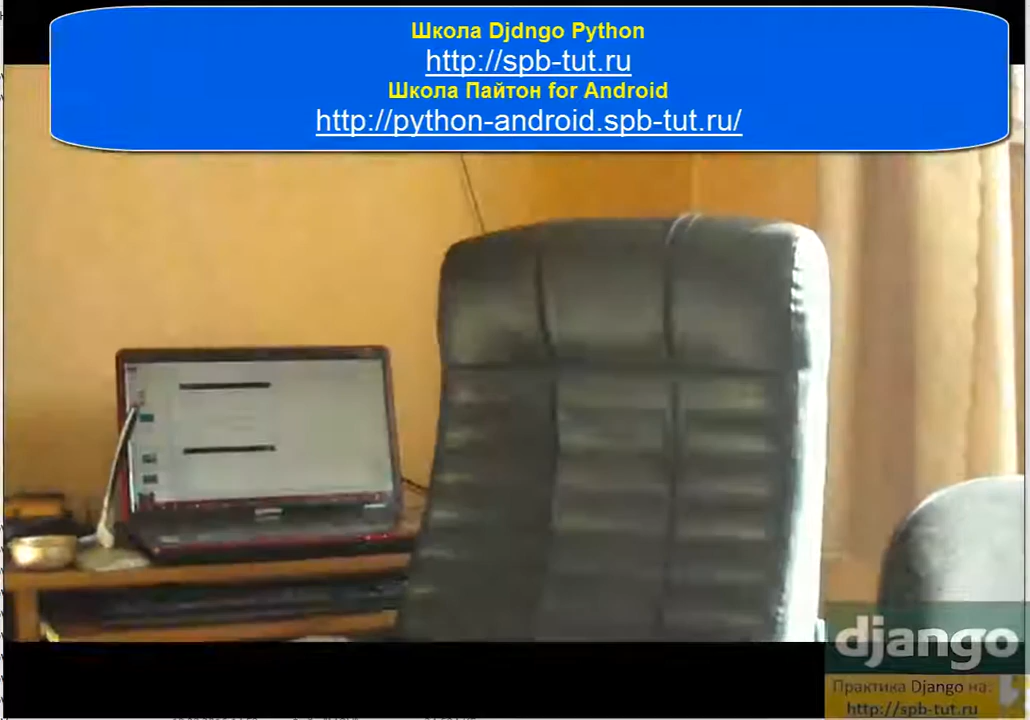 Школа Djdngo Python
http://spb-tut.ru
Школа Пайтон for Android
http://python-android.spb-tut.ru/
django
Практика Django на:
http://spb-tut.ru